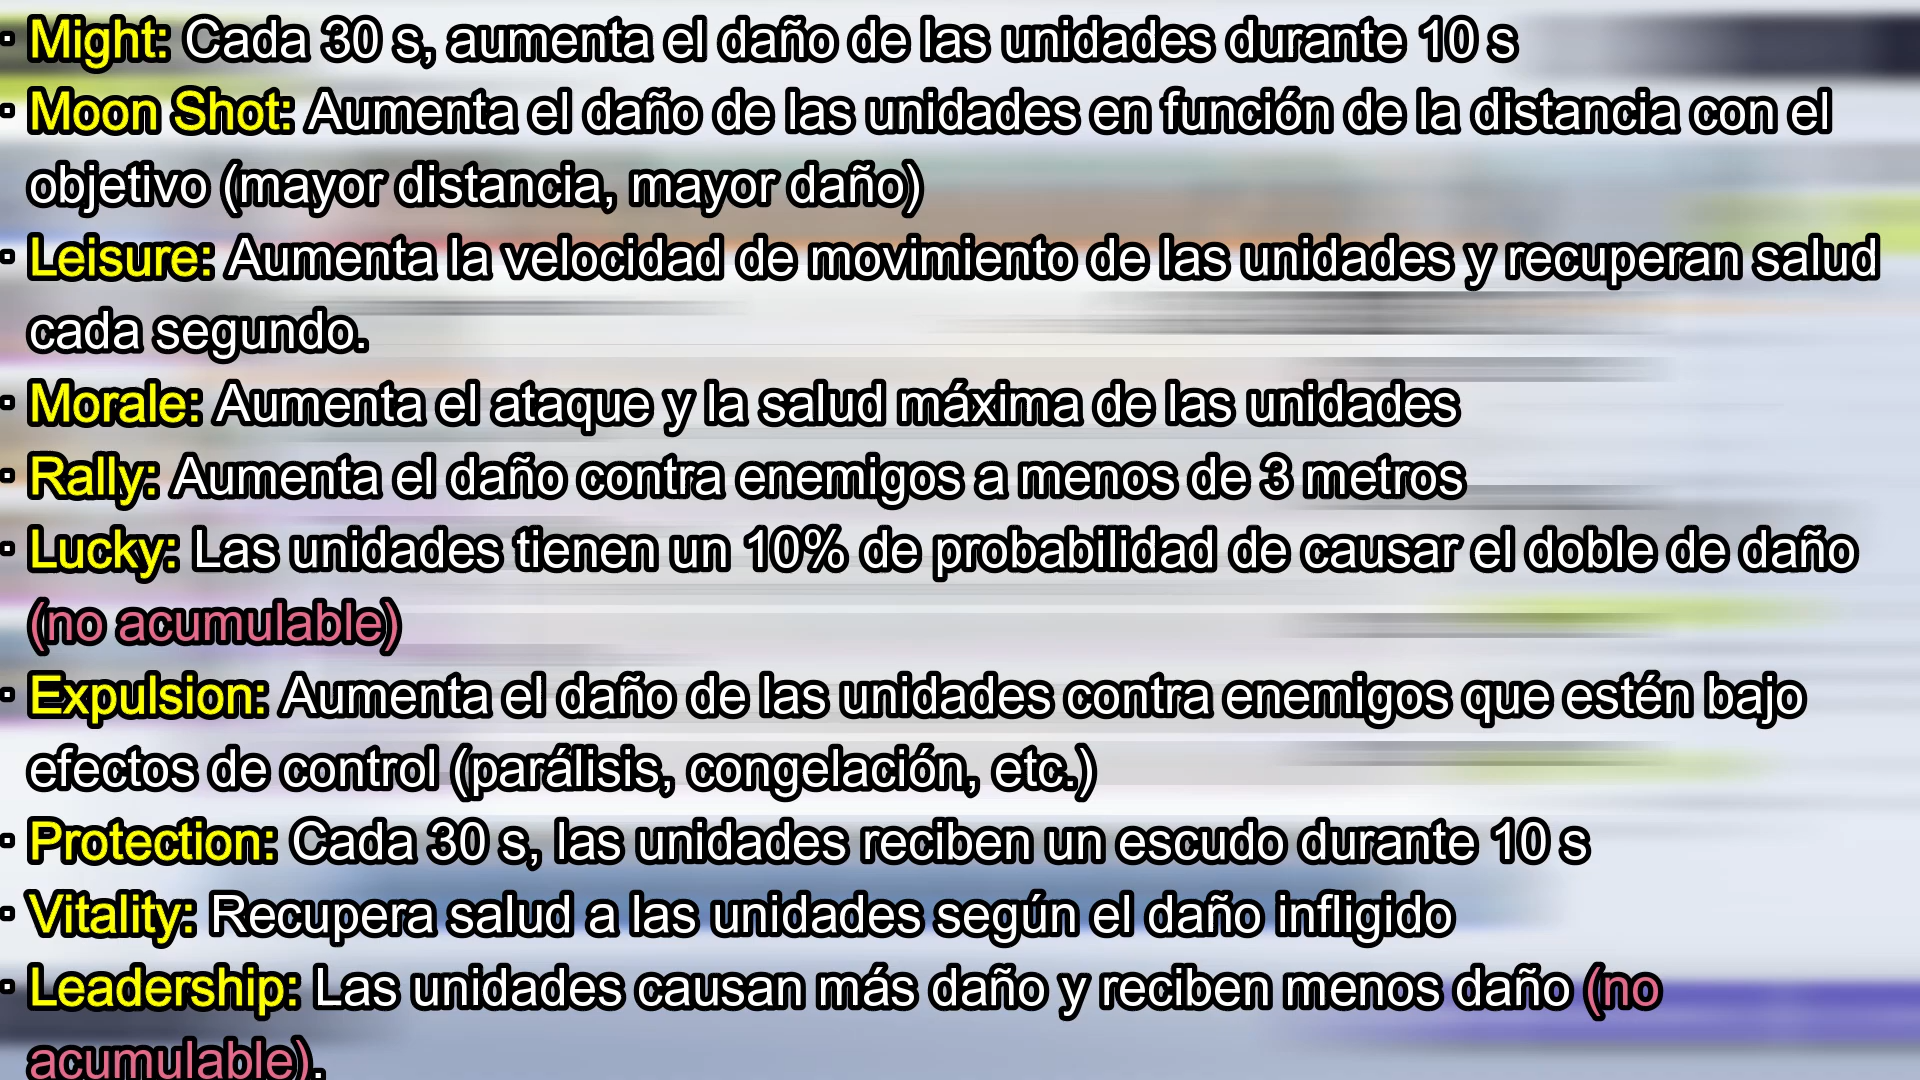 · Might: Cada 30 s, aumenta el daño de las unidades durante 10 s
· Moon Shot: Aumenta el daño de las unidades en función de la distancia con el
objetivo (mayor distancia, mayor daño)
· Leisure: Aumenta la velocidad de movimiento de las unidades y recuperan salud
cada segundo.
· Morale: Aumenta el ataque y la salud máxima de las unidades
· Rally: Aumenta el daño contra enemigos a menos de 3 metros
· Lucky: Las unidades tienen un 10% de probabilidad de causar el doble de daño
(no acumulable)
· Expulsion: Aumenta el daño de las unidades contra enemigos que estén bajo
efectos de control (parálisis, congelación, etc.)
· Protection: Cada 30 s, las unidades reciben un escudo durante 10 s
· Vitality: Recupera salud a las unidades según el daño infligido
· Leadership: Las unidades causan más daño y reciben menos daño (no
acumulable).